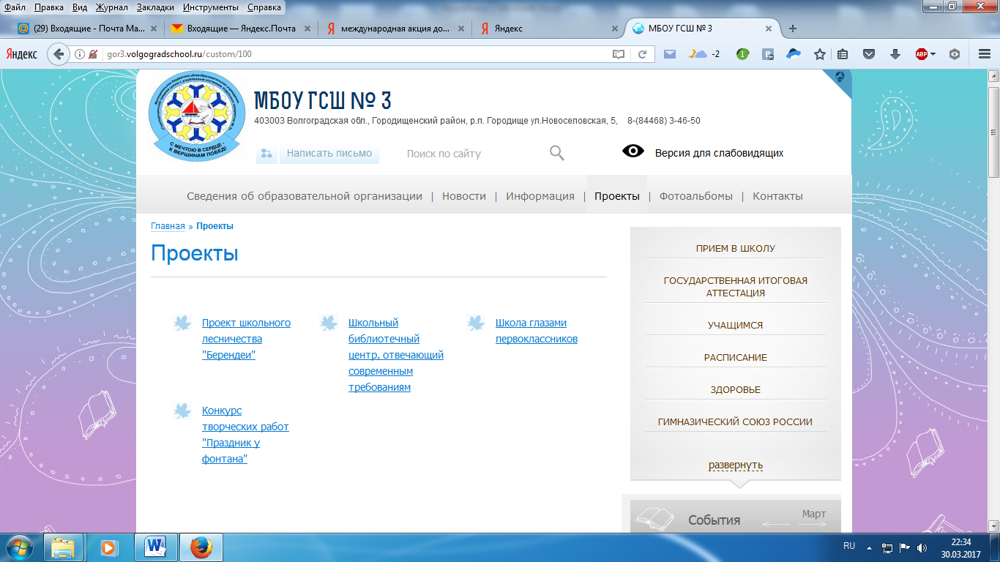 Файл Правка Вид Журнал Закладки Инструменты Справка
(29) Входящие - Почта Ma...
Входящие — Яндекс.Почта
международная акция до...
Яндекс
МБОУ ГСШ № 3
Яндекс
gor3.volgogradschool.ru/custom/100
-2
1
ABP
МБОУ ГСШ № 3
403003 Волгоградская обл., Городищенский район, р.п. Городище ул.Новоселовская, 5, 8-(84468) 3-46-50
С МЕЧТОЮ В СЕРДЦЕ -
К ВЕРШИНАМ ПОБЕД!
Написать письмо
Поиск по сайту
Версия для слабовидящих
Сведения об образовательной организации | Новости | Информация | Проекты | Фотоальбомы | Контакты
Главная » Проекты
Проекты
Проект школьного
лесничества
"Берендеи"
Школьный
библиотечный
центр, отвечающий
современным
требованиям
Школа глазами
первоклассников
Конкурс
творческих работ
"Праздник у
фонтана"
ПРИЕМ В ШКОЛУ
ГОСУДАРСТВЕННАЯ ИТОГОВАЯ
АТТЕСТАЦИЯ
УЧАЩИМСЯ
РАСПИСАНИЕ
ЗДОРОВЬЕ
ГИМНАЗИЧЕСКИЙ СОЮЗ РОССИИ
развернуть
События
Март
RU
22:34
30.03.2017